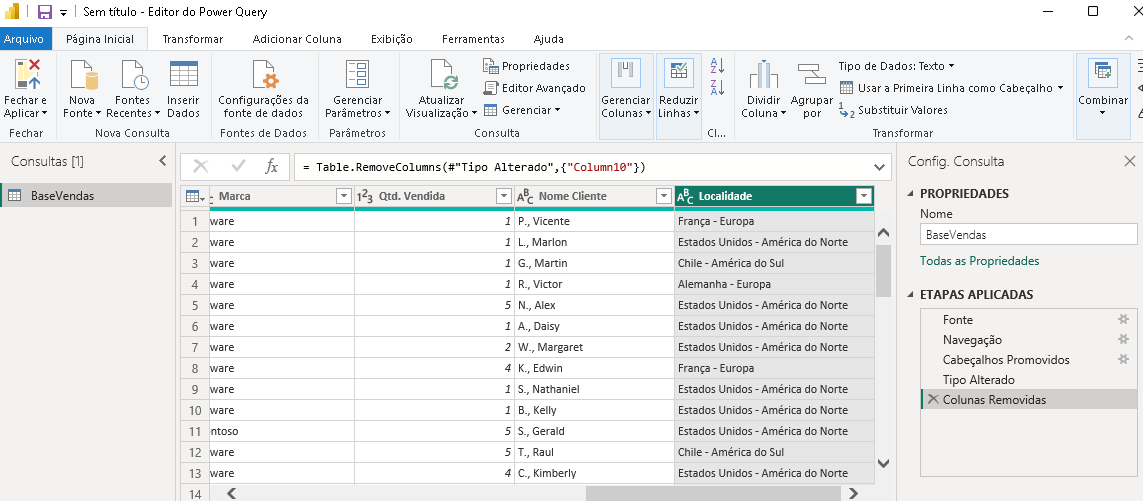 Sem título - Editor do Power Query
Arquivo Página Inicial Transformar Adicionar Coluna Exibição Ferramentas Ajuda
Fechar e Aplicar
Fechar
Nova Fonte
Fontes Recentes
Inserir Dados
Nova Consulta
Configurações da fonte de dados
Fontes de Dados
Gerenciar Parâmetros
Parâmetros
Atualizar Visualização
Propriedades
Editor Avançado
Gerenciar
Consulta
Gerenciar Colunas
Reduzir Linhas
Cl...
Dividir Coluna
Agrupar por
Tipo de Dados: Texto
Usar a Primeira Linha como Cabeçalho
Substituir Valores
Transformar
Combinar
Consultas [1]
BaseVendas
= Table.RemoveColumns(#"Tipo Alterado",{"Column10"})
Marca 123 Qtd. Vendida ABC Nome Cliente ABC Localidade
1 ware 1 P., Vicente França - Europa
2 ware 1 L., Marlon Estados Unidos - América do Norte
3 ware 1 G., Martin Chile - América do Sul
4 ware 1 R., Victor Alemanha - Europa
5 ware 5 N., Alex Estados Unidos - América do Norte
6 ware 1 A., Daisy Estados Unidos - América do Norte
7 ware 2 W., Margaret Estados Unidos - América do Norte
8 ware 4 K., Edwin França - Europa
9 ware 1 S., Nathaniel Estados Unidos - América do Norte
10 ware 1 B., Kelly Estados Unidos - América do Norte
11 ntoso 5 S., Gerald Estados Unidos - América do Norte
12 ware 5 T., Raul Chile - América do Sul
13 ware 4 C., Kimberly Estados Unidos - América do Norte
14
Config. Consulta
PROPRIEDADES
Nome
BaseVendas
Todas as Propriedades
ETAPAS APLICADAS
Fonte
Navegação
Cabeçalhos Promovidos
Tipo Alterado
Colunas Removidas